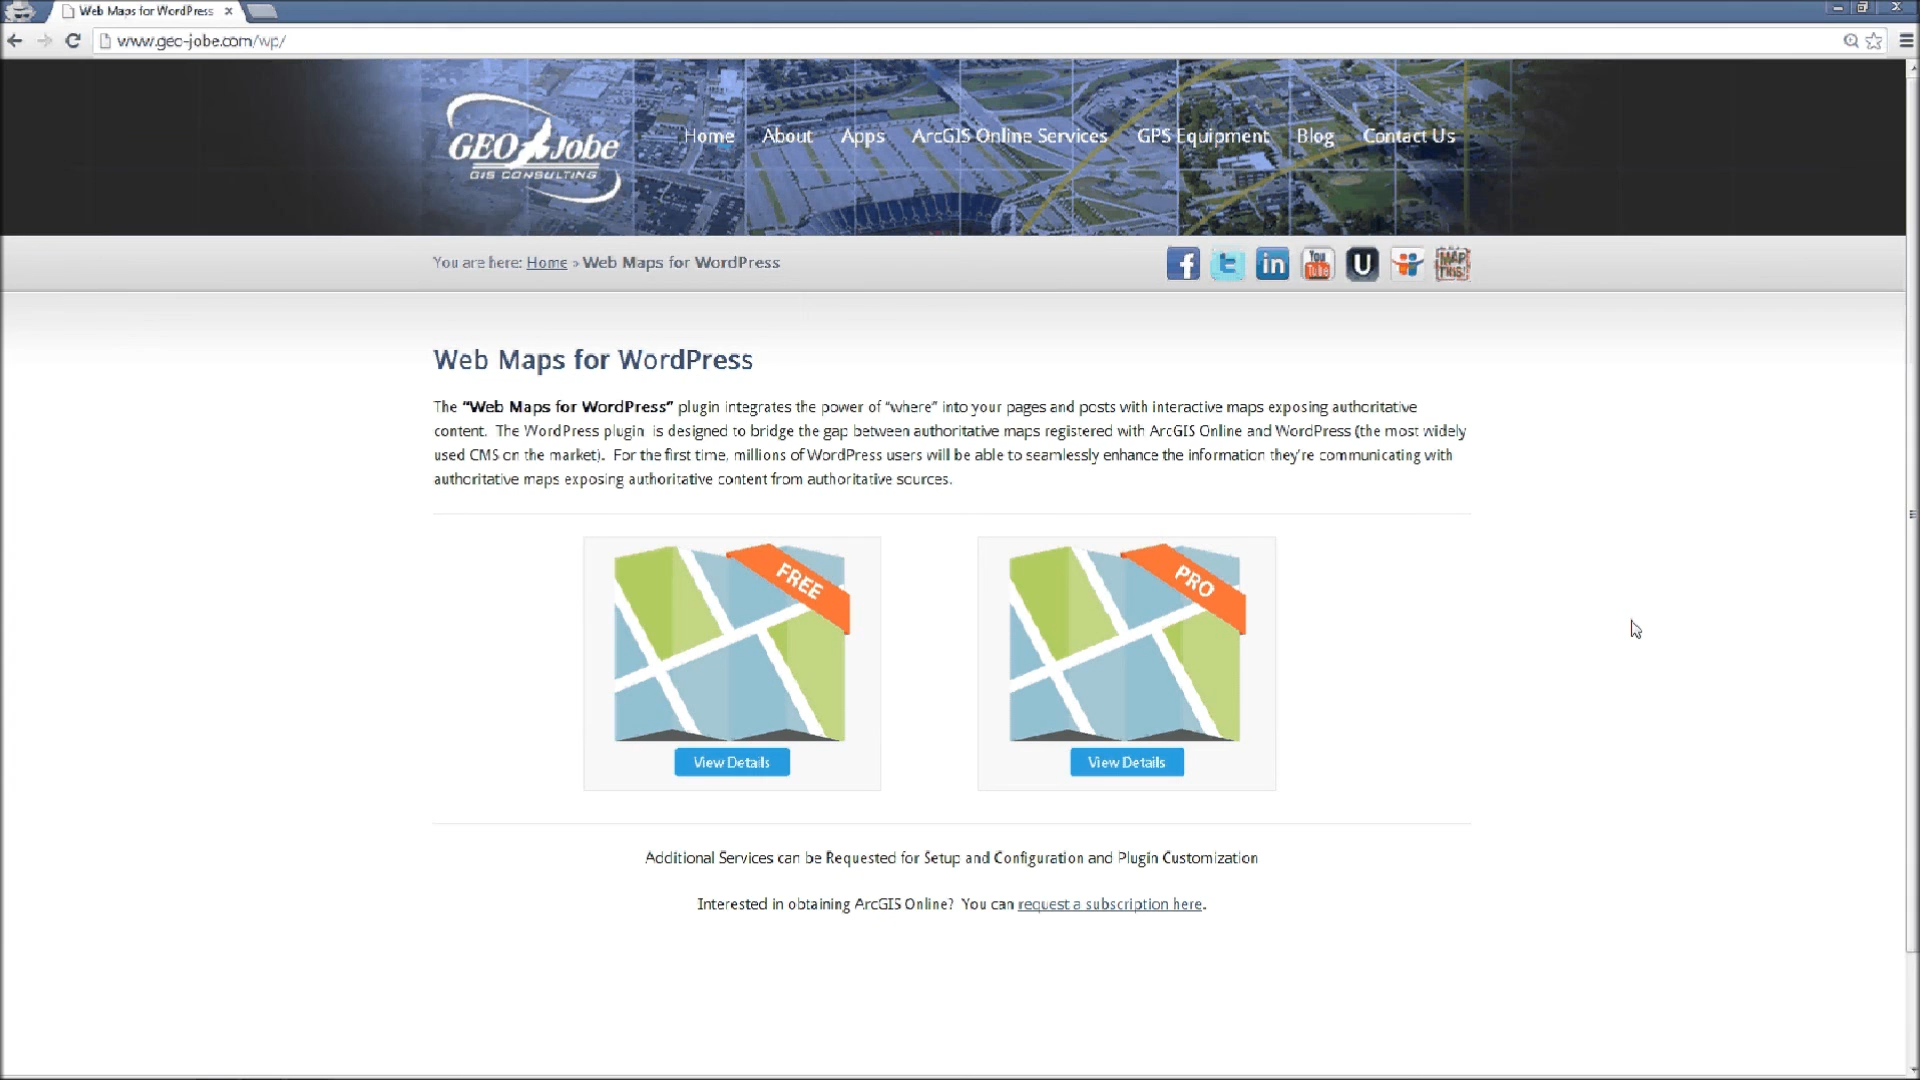 Web Maps for WordPress
www.geo-jobe.com/wp/
GEO Jobe
GIS CONSULTING
Home About Apps ArcGIS Online Services GPS Equipment Blog Contact Us
You are here: Home » Web Maps for WordPress
f t in You Tube U MAP THIS!
Web Maps for WordPress
The “Web Maps for WordPress” plugin integrates the power of “where” into your pages and posts with interactive maps exposing authoritative
content. The WordPress plugin is designed to bridge the gap between authoritative maps registered with ArcGIS Online and WordPress (the most widely
used CMS on the market). For the first time, millions of WordPress users will be able to seamlessly enhance the information they’re communicating with
authoritative maps exposing authoritative content from authoritative sources.
FREE
PRO
View Details
View Details
Additional Services can be Requested for Setup and Configuration and Plugin Customization
Interested in obtaining ArcGIS Online? You can request a subscription here.